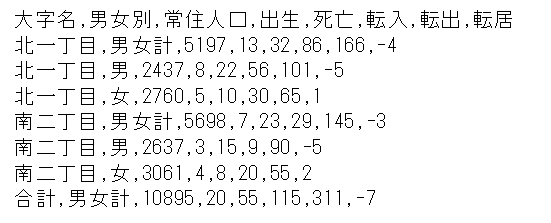 大字名,男女別,常住人口,出生,死亡,転入,転出,転居
北一丁目,男女計,5197,13,32,86,166,-4
北一丁目,男,2437,8,22,56,101,-5
北一丁目,女,2760,5,10,30,65,1
南二丁目,男女計,5698,7,23,29,145,-3
南二丁目,男,2637,3,15,9,90,-5
南二丁目,女,3061,4,8,20,55,2
合計,男女計,10895,20,55,115,311,-7